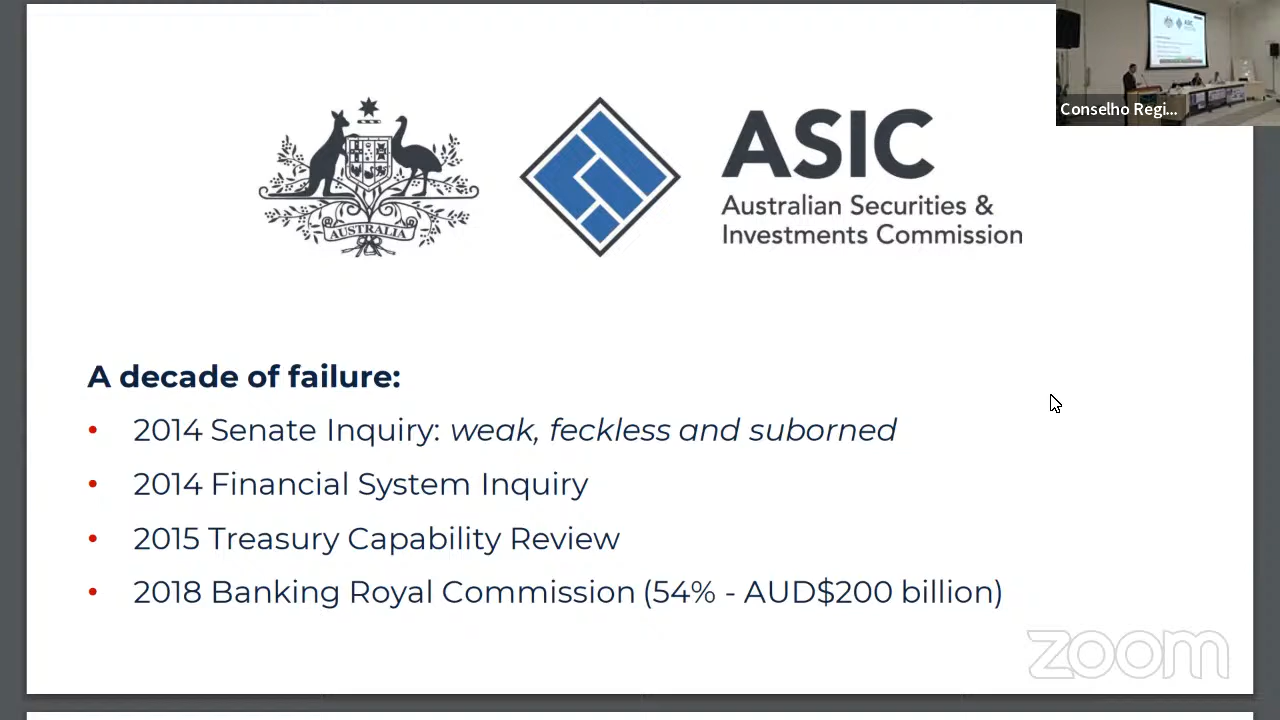 Conselho Regi...
AUSTRALIA
ASIC
Australian Securities &
Investments Commission
A decade of failure:
• 2014 Senate Inquiry: weak, feckless and suborned
• 2014 Financial System Inquiry
• 2015 Treasury Capability Review
• 2018 Banking Royal Commission (54% - AUD$200 billion)
zoom